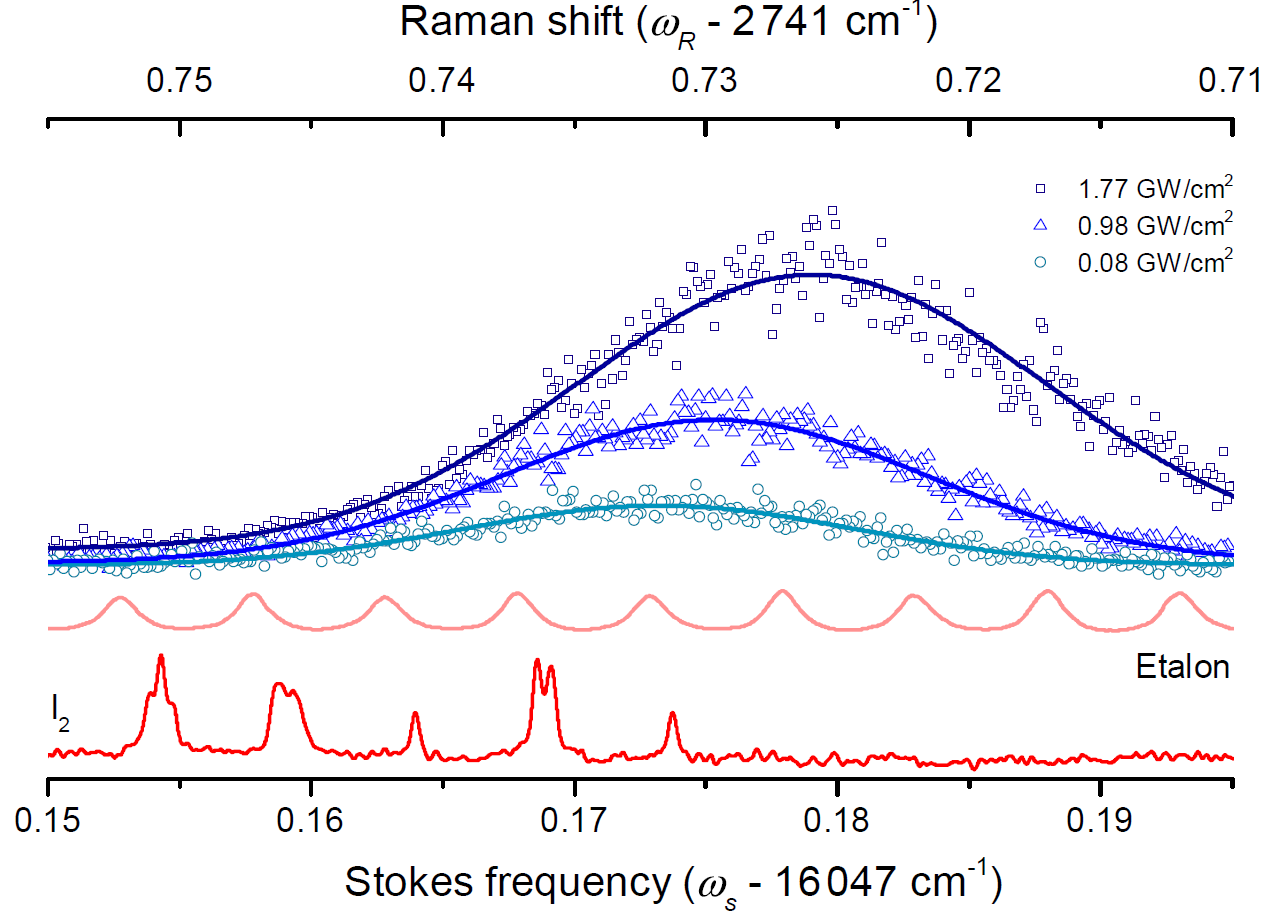 Raman shift (ωR - 2741 cm-1)
0.75 0.74 0.73 0.72 0.71
1.77 GW/cm2
0.98 GW/cm2
0.08 GW/cm2
Etalon
I2
0.15 0.16 0.17 0.18 0.19
Stokes frequency (ωs - 16047 cm-1)